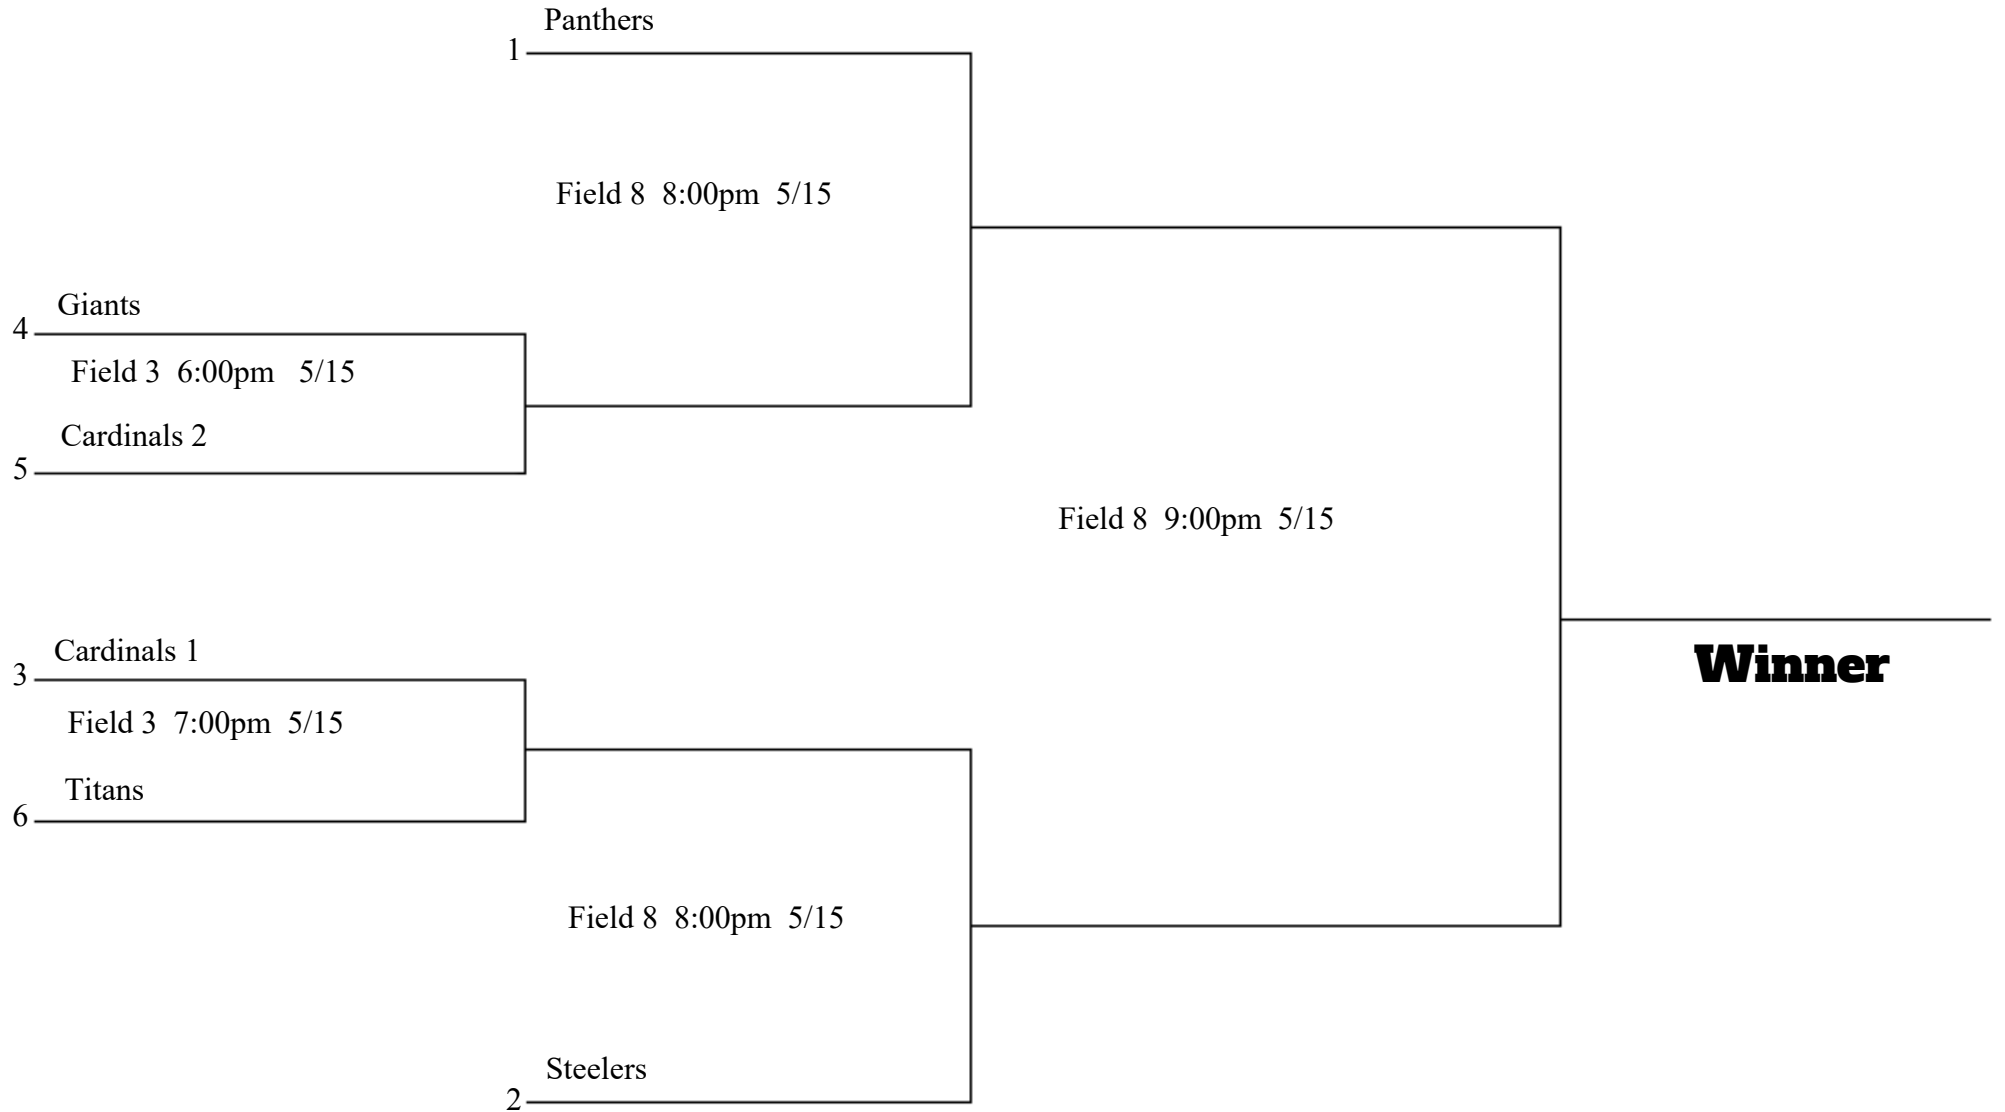 Panthers
1
Field 8 8:00pm 5/15
Giants
4
Field 3 6:00pm 5/15
Cardinals 2
5
Field 8 9:00pm 5/15
Cardinals 1
3
Winner
Field 3 7:00pm 5/15
Titans
6
Field 8 8:00pm 5/15
Steelers
2